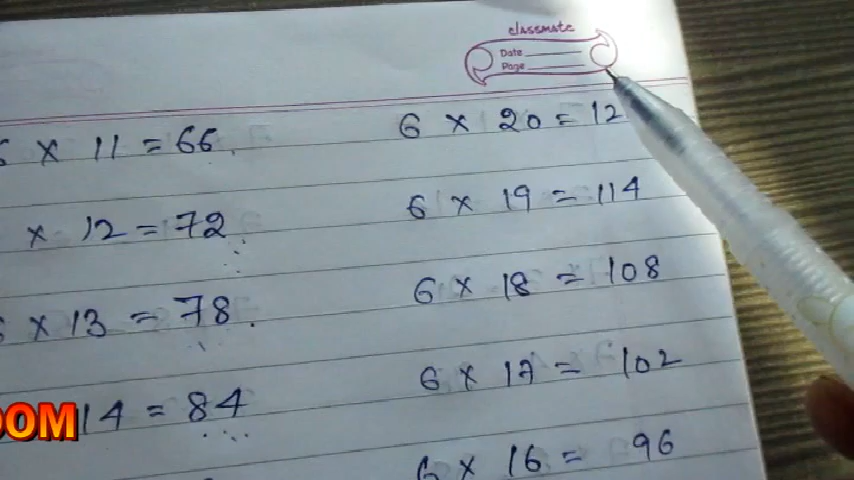 classmate
Date
Page
6 × 11 = 66
× 12 = 72
× 13 = 78
14 = 84
6 × 20 = 12
6 × 19 = 114
6 × 18 = 108
6 × 17 = 102
6 × 16 = 96
OOM